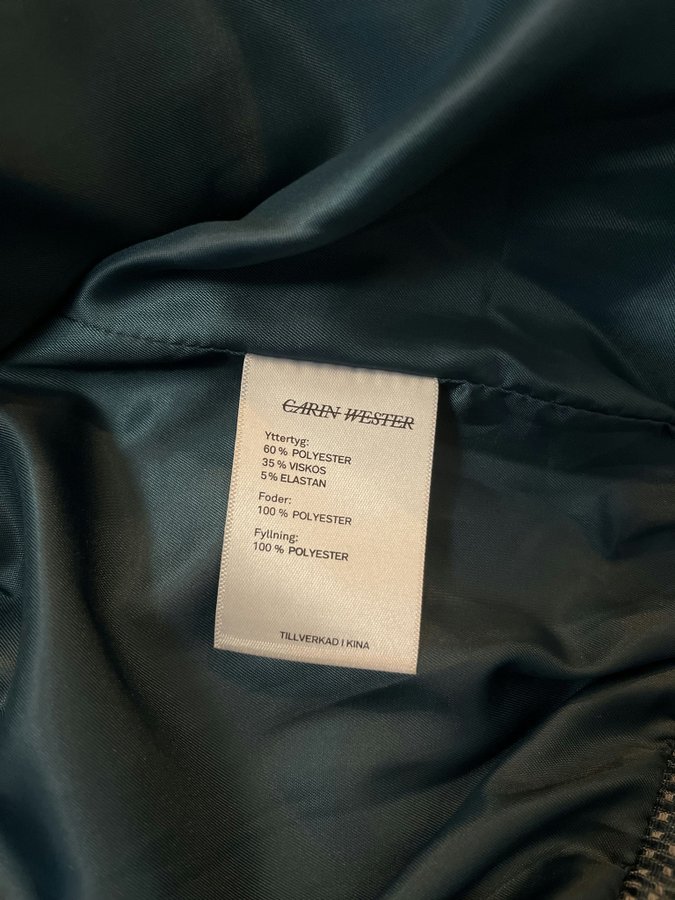 CARIN WESTER
Yttertyg:
60 % POLYESTER
35 % VISKOS
5 % ELASTAN
Foder:
100 % POLYESTER
Fyllning:
100 % POLYESTER
TILLVERKAD I KINA